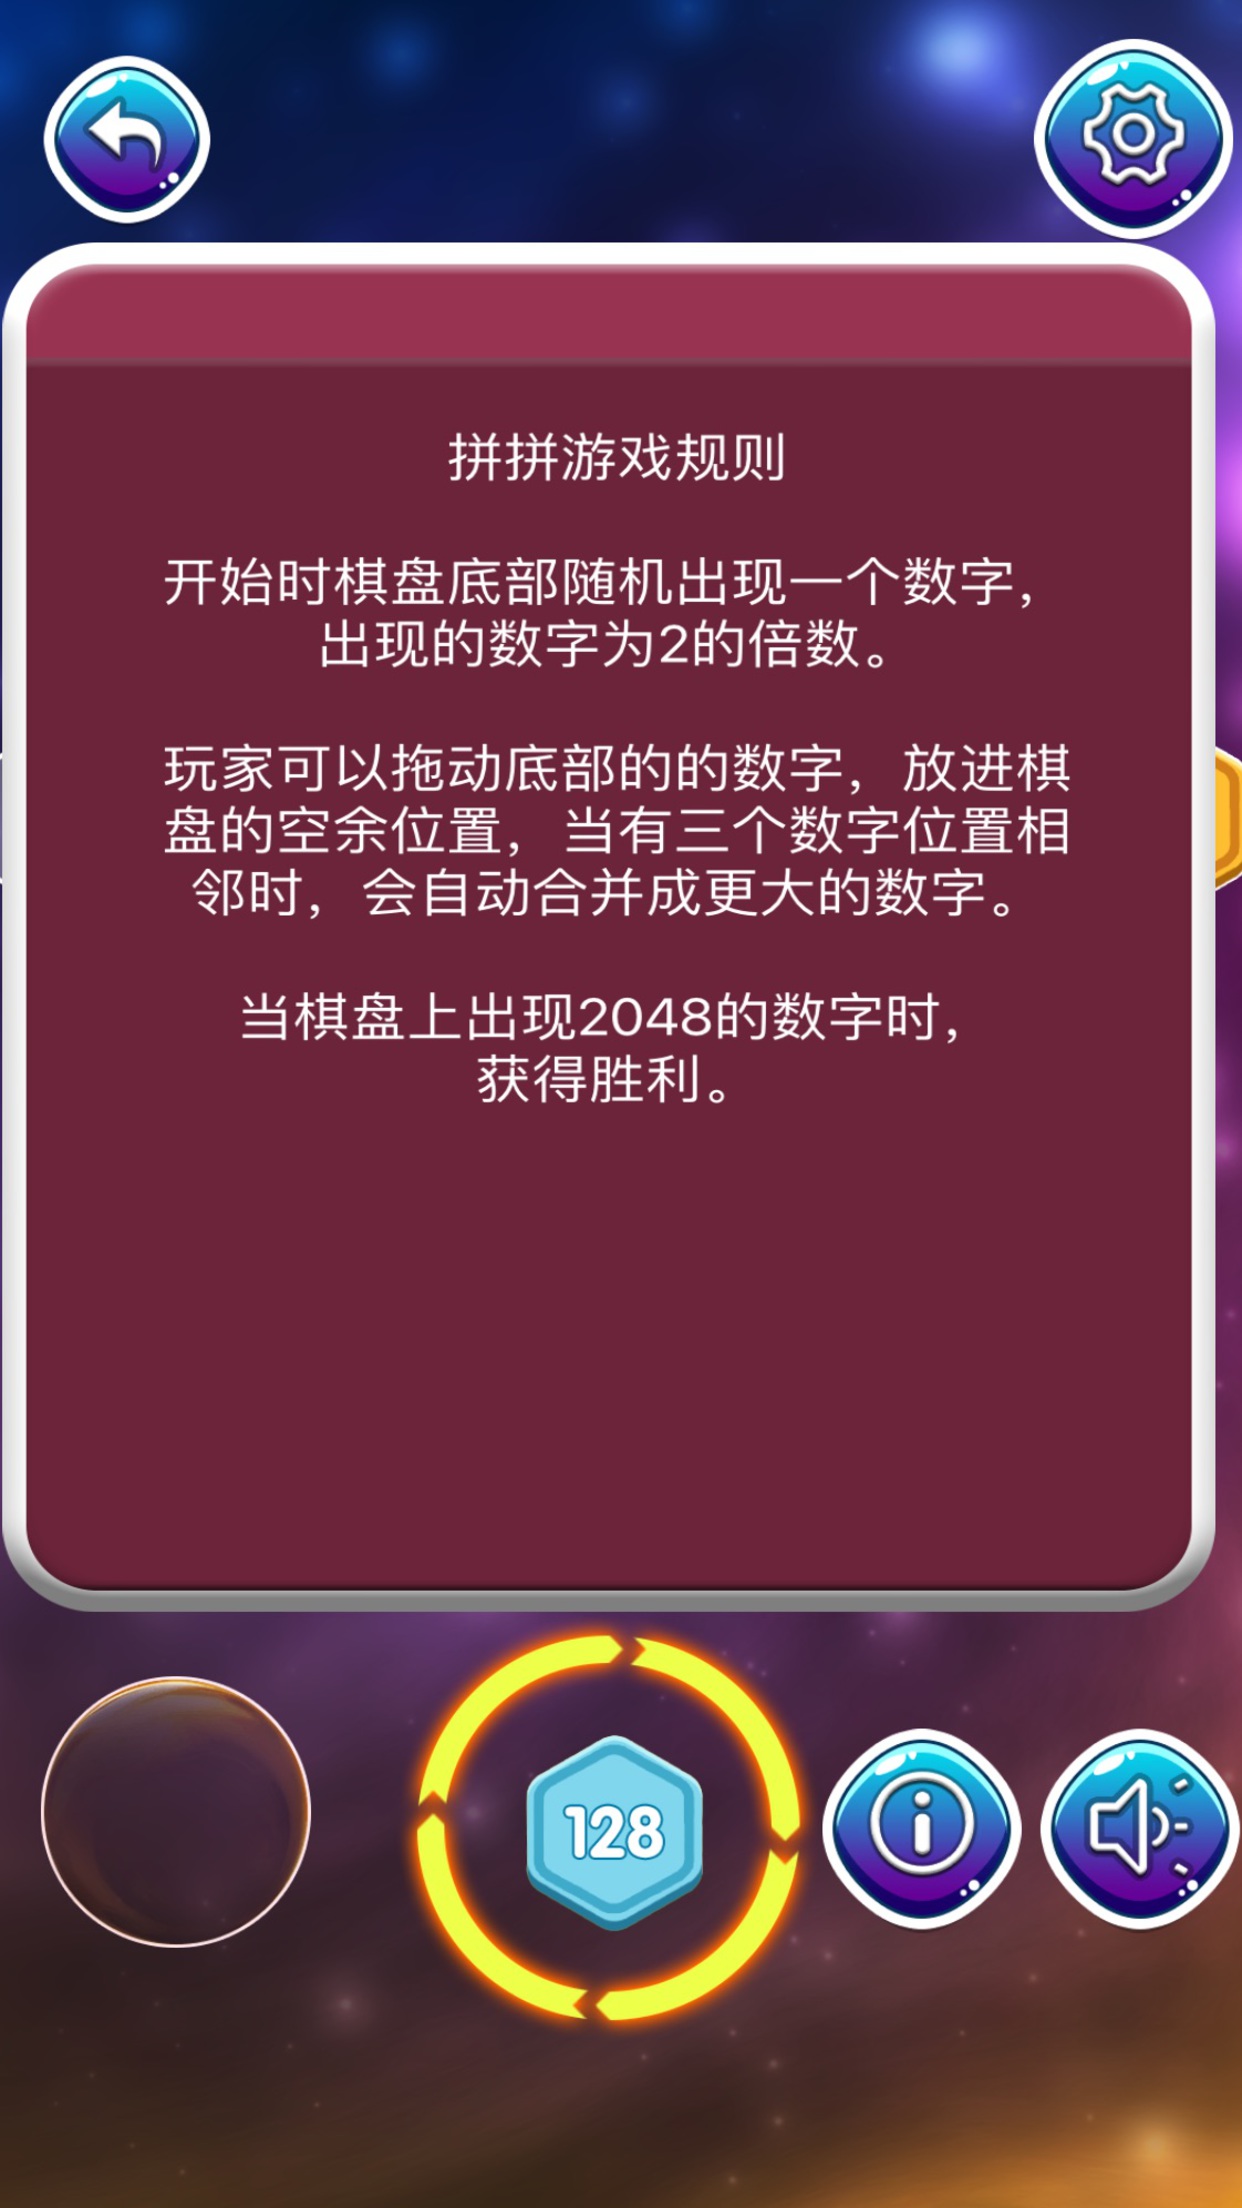 拼拼游戏规则
开始时棋盘底部随机出现一个数字，
出现的数字为2的倍数。
玩家可以拖动底部的的数字，放进棋
盘的空余位置，当有三个数字位置相
邻时，会自动合并成更大的数字。
当棋盘上出现2048的数字时，
获得胜利。
128